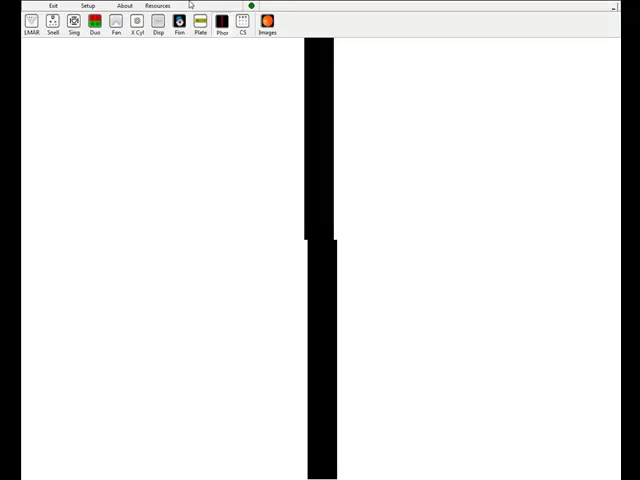 Exit Setup About Resources
LMAR Snell Sing Duo Fan X Cyl Disp Fixn Plate Phor CS Images